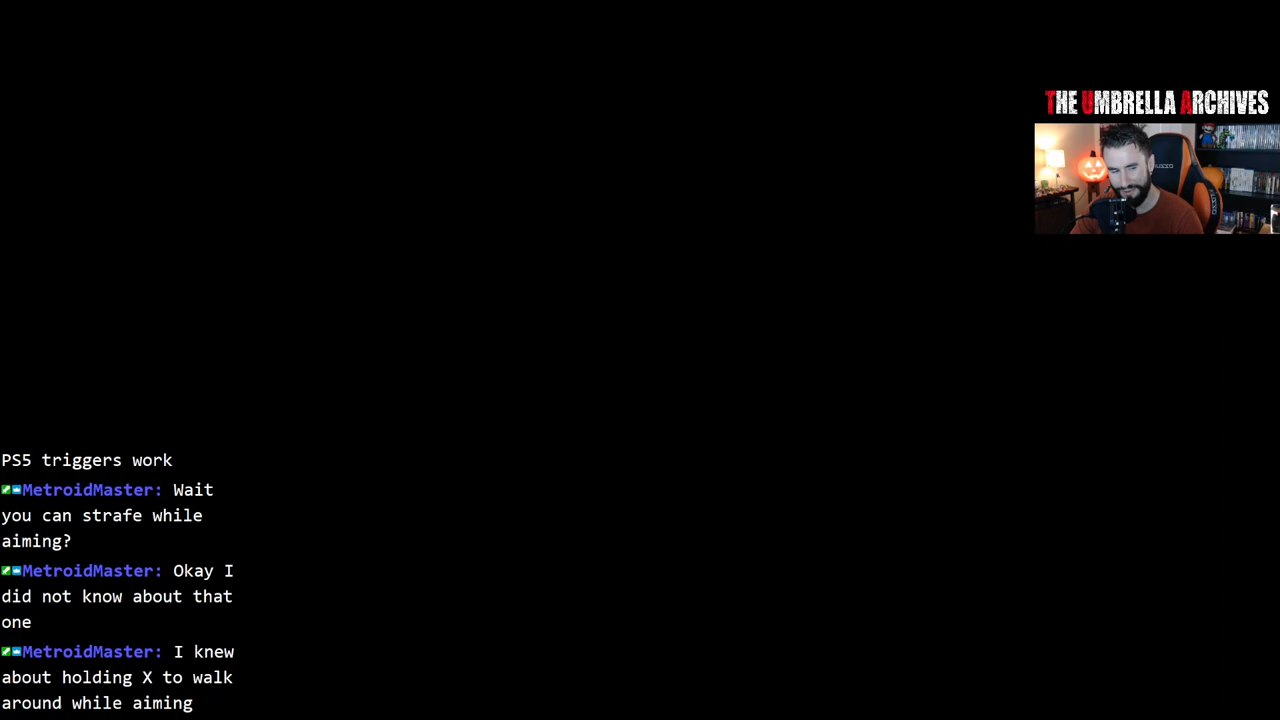 THE UMBRELLA ARCHIVES
PS5 triggers work
MetroidMaster: Wait
you can strafe while
aiming?
MetroidMaster: Okay I
did not know about that
one
MetroidMaster: I knew
about holding X to walk
around while aiming